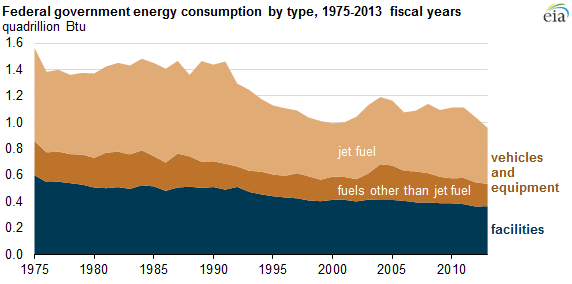 Federal government energy consumption by type, 1975-2013 fiscal years
quadrillion Btu
eia
1.6
1.4
1.2
1.0
0.8
0.6
0.4
0.2
0.0
jet fuel
fuels other than jet fuel
vehicles
and
equipment
facilities
1975
1980
1985
1990
1995
2000
2005
2010